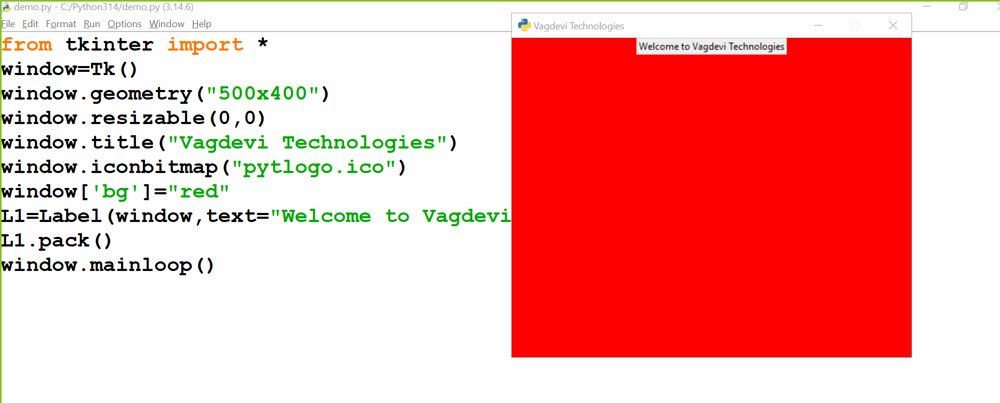 demo.py - C:/Python314/demo.py (3.14.6)
File Edit Format Run Options Window Help
from tkinter import *
window=Tk()
window.geometry("500x400")
window.resizable(0,0)
window.title("Vagdevi Technologies")
window.iconbitmap("pytlogo.ico")
window['bg']="red"
L1=Label(window,text="Welcome to Vagdevi
L1.pack()
window.mainloop()
Vagdevi Technologies
Welcome to Vagdevi Technologies